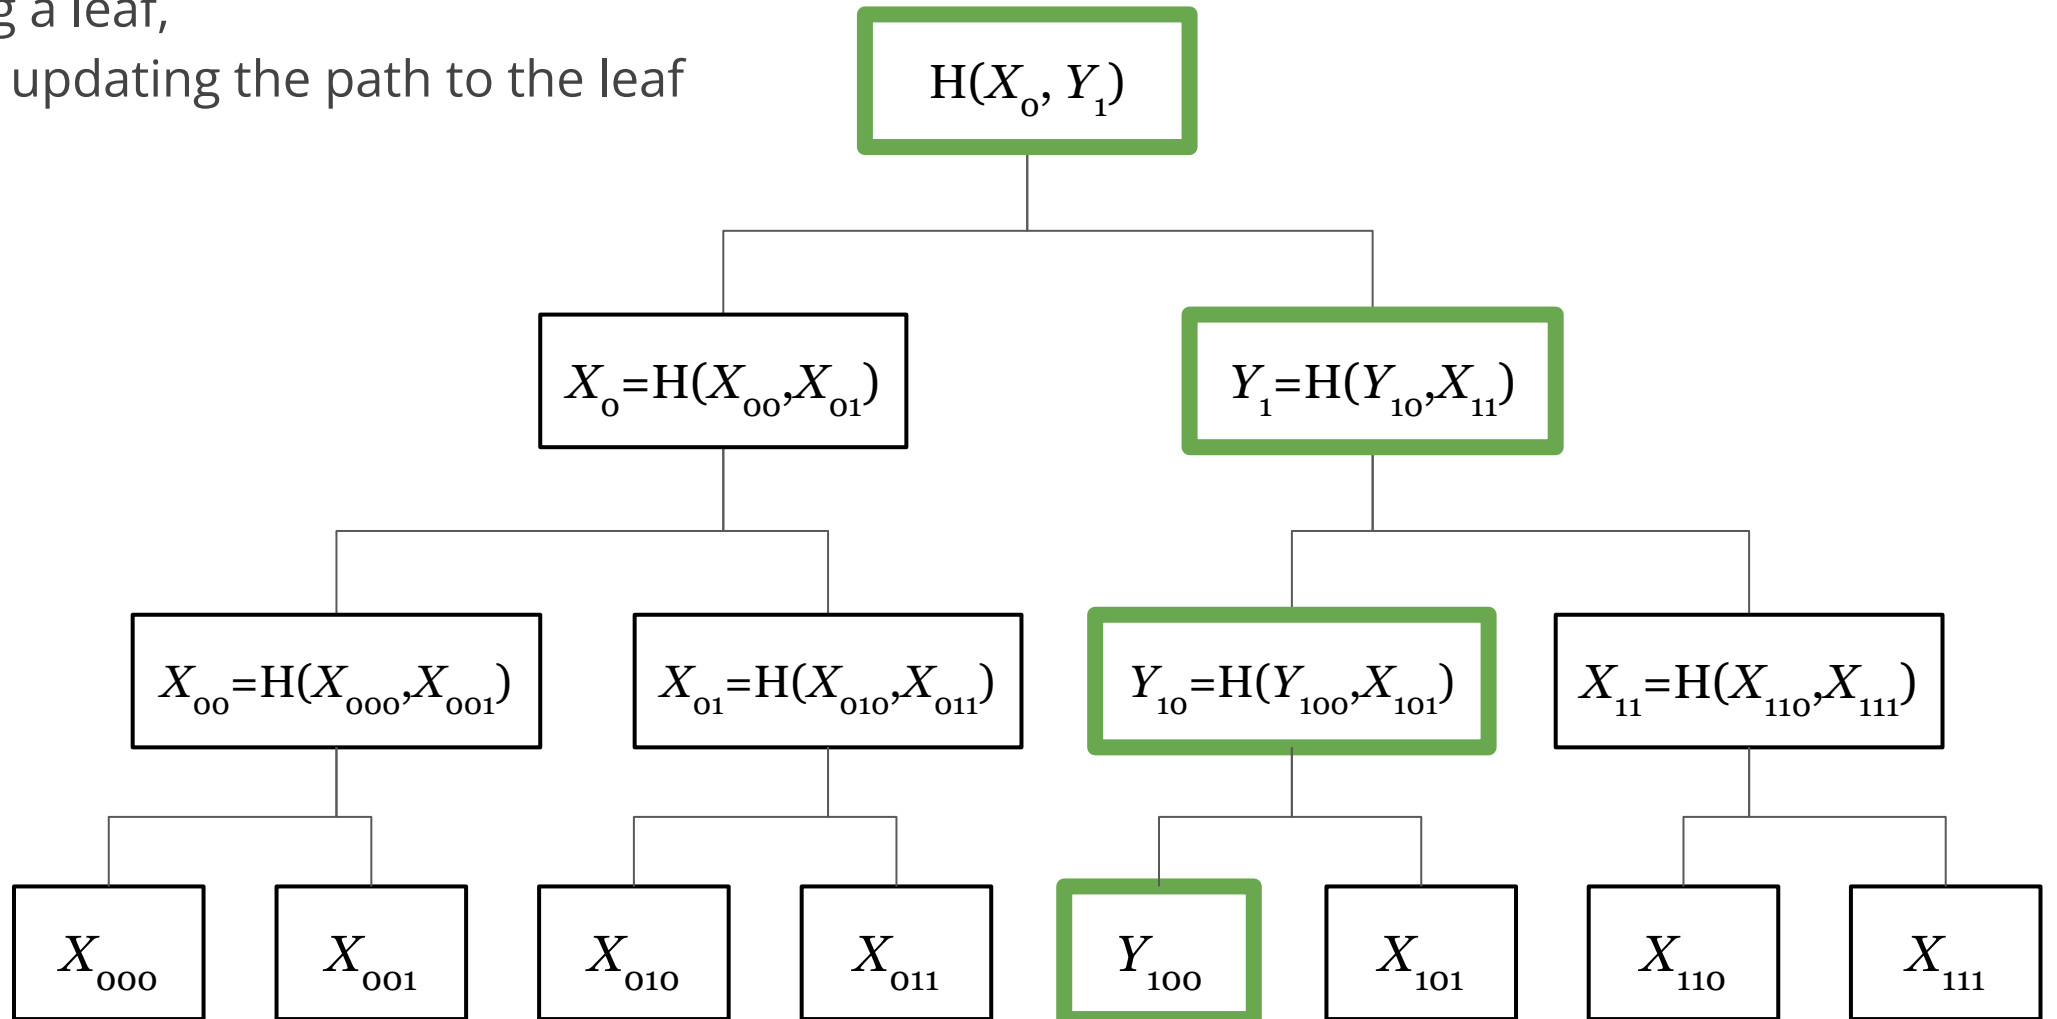 g a leaf,
updating the path to the leaf
H(X₀, Y₁)
X₀=H(X₀₀,X₀₁)
Y₁=H(Y₁₀,X₁₁)
X₀₀=H(X₀₀₀,X₀₀₁)
X₀₁=H(X₀₁₀,X₀₁₁)
Y₁₀=H(Y₁₀₀,X₁₀₁)
X₁₁=H(X₁₁₀,X₁₁₁)
X₀₀₀
X₀₀₁
X₀₁₀
X₀₁₁
Y₁₀₀
X₁₀₁
X₁₁₀
X₁₁₁